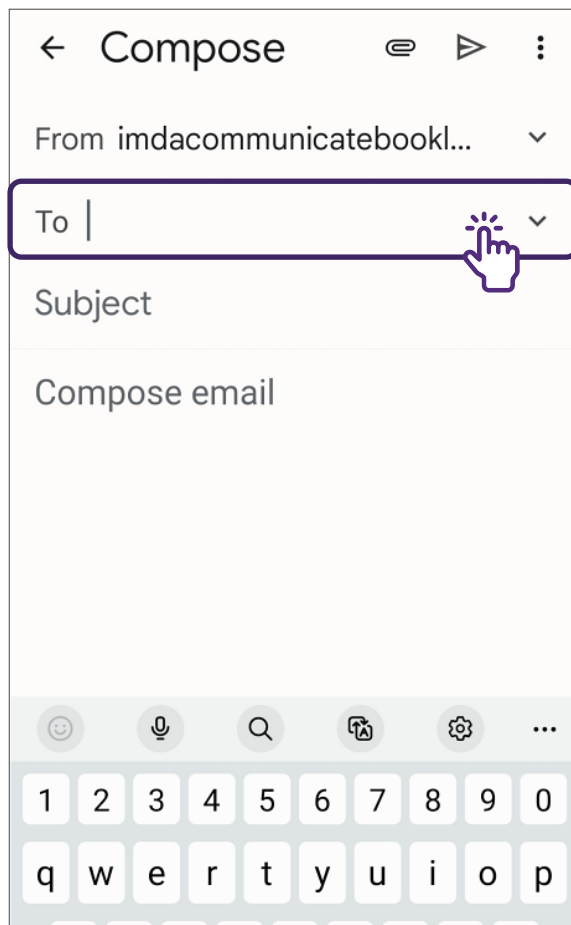 Compose
From imdacommunicatebookl...
To
Subject
Compose email
1 2 3 4 5 6 7 8 9 0
q w e r t y u i o p